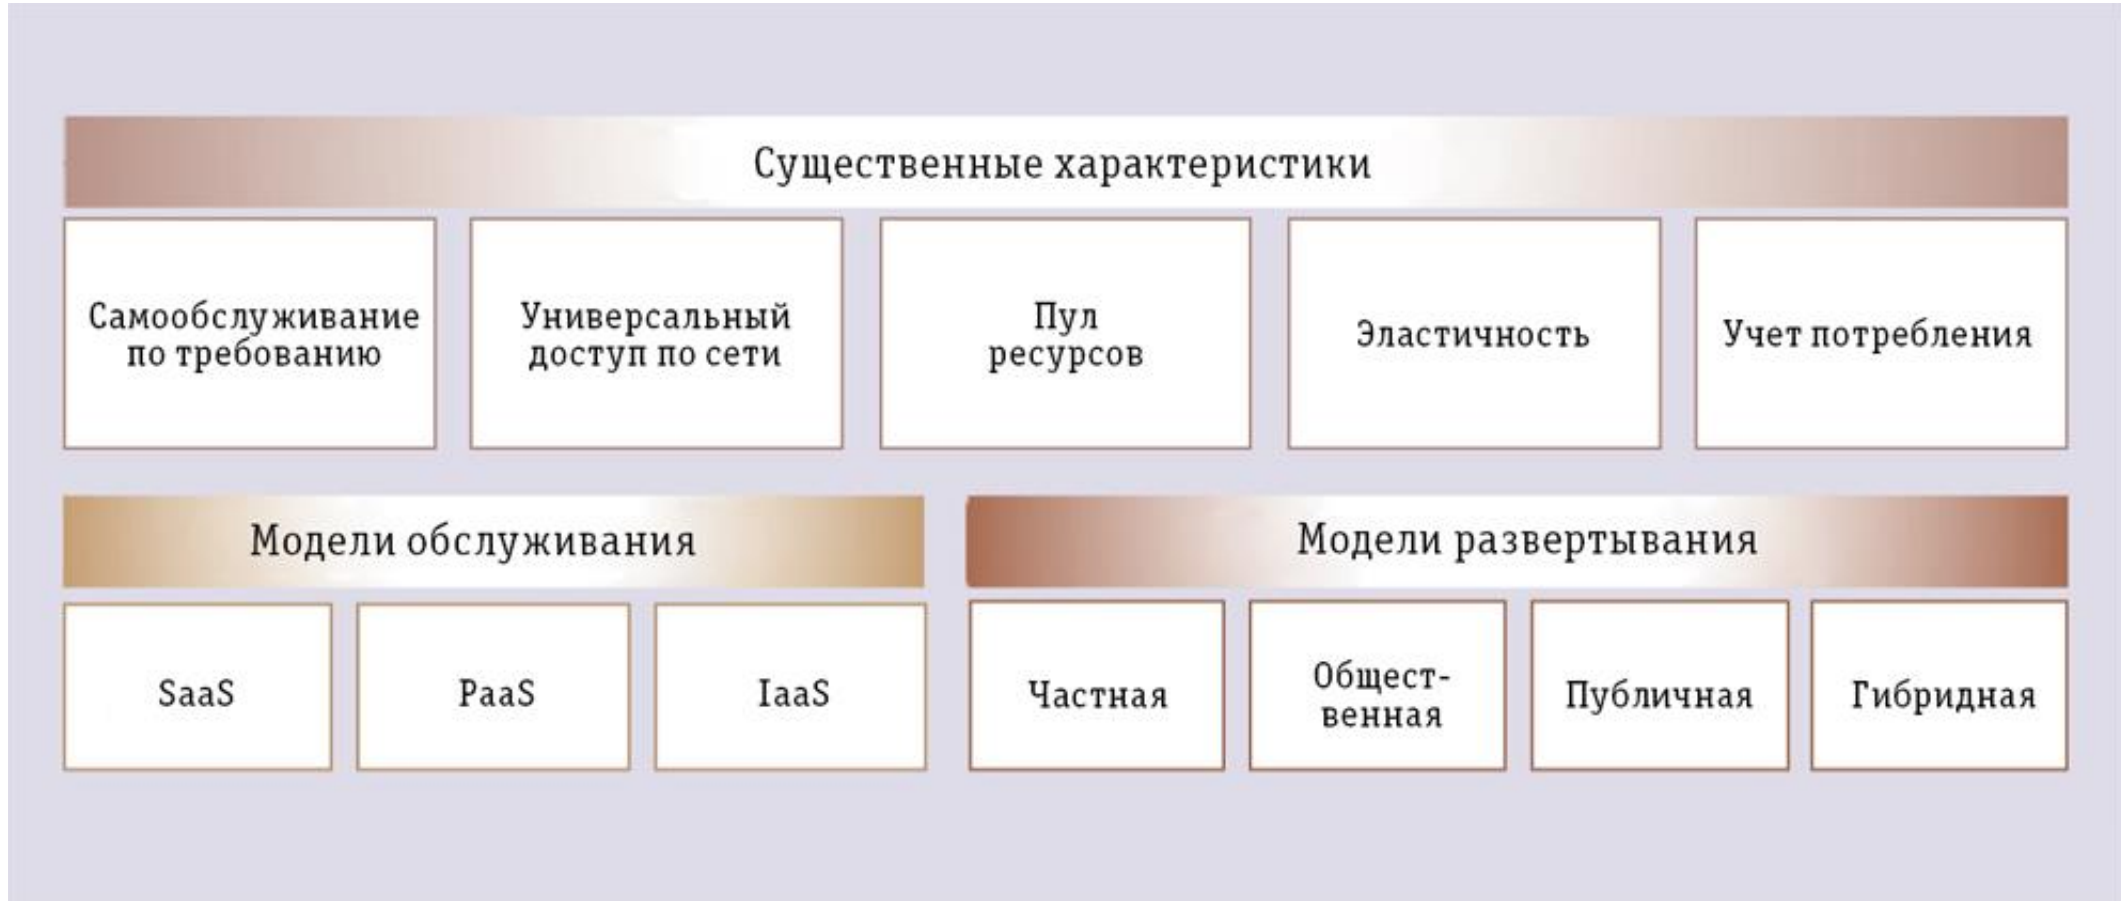 Существенные характеристики
Самообслуживание
по требованию
Универсальный
доступ по сети
Пул
ресурсов
Эластичность
Учет потребления
Модели обслуживания
SaaS
PaaS
IaaS
Модели развертывания
Частная
Общест-
венная
Публичная
Гибридная